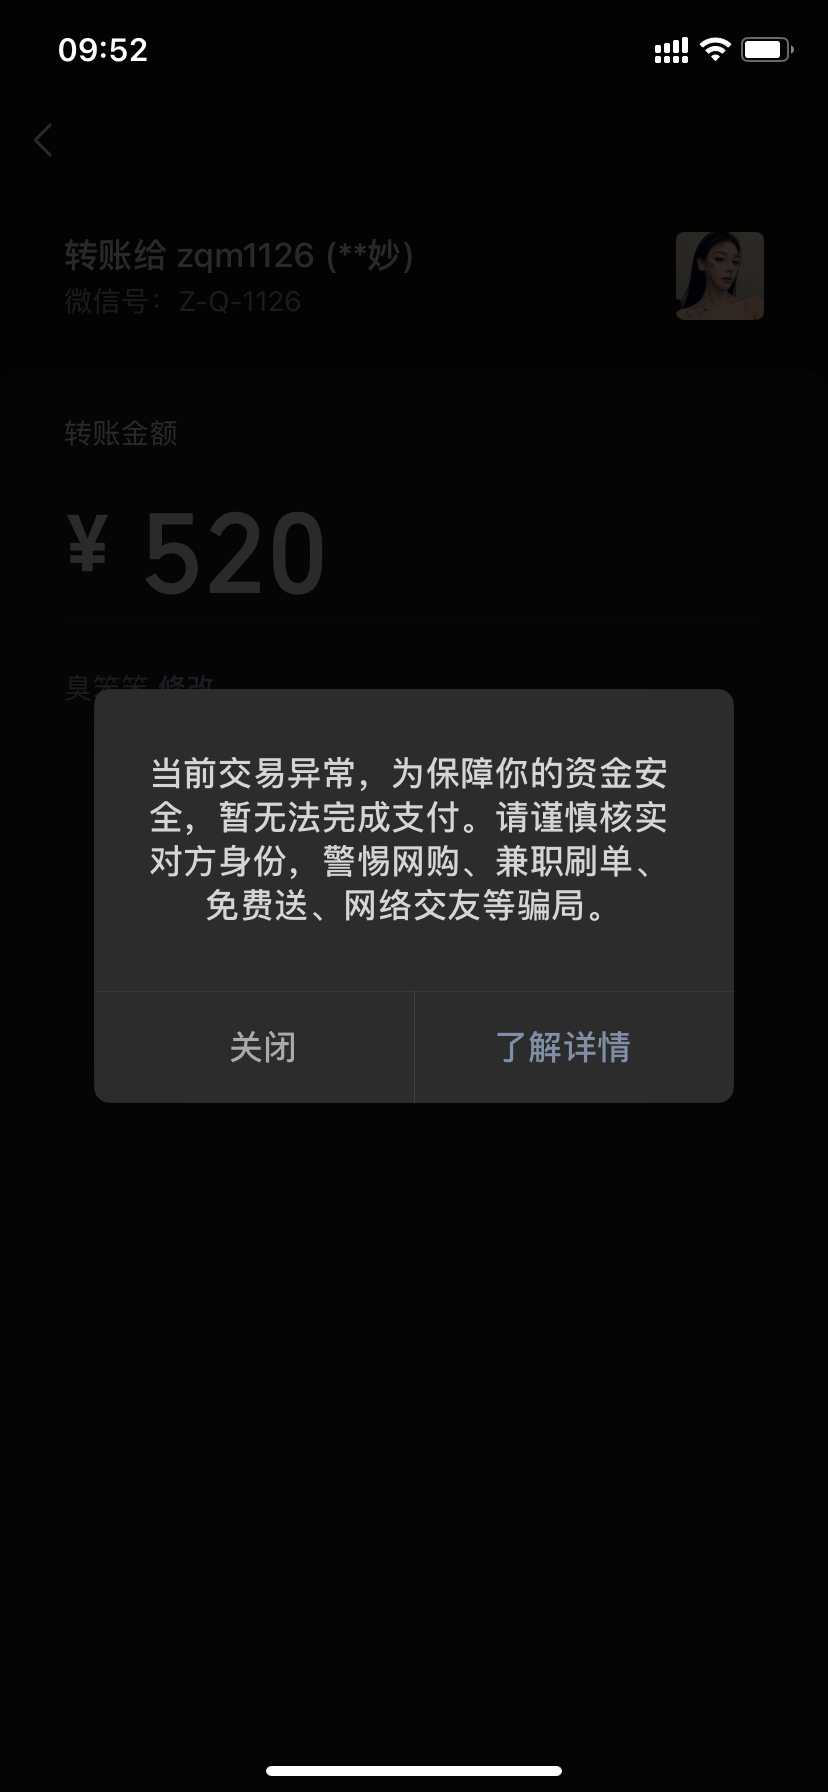 09:52
转账给 zqm1126 (**妙)
微信号： Z-Q-1126
转账金额
¥ 520
臭笨笨 修改
当前交易异常，为保障你的资金安
全，暂无法完成支付。请谨慎核实
对方身份，警惕网购、兼职刷单、
免费送、网络交友等骗局。
关闭
了解详情